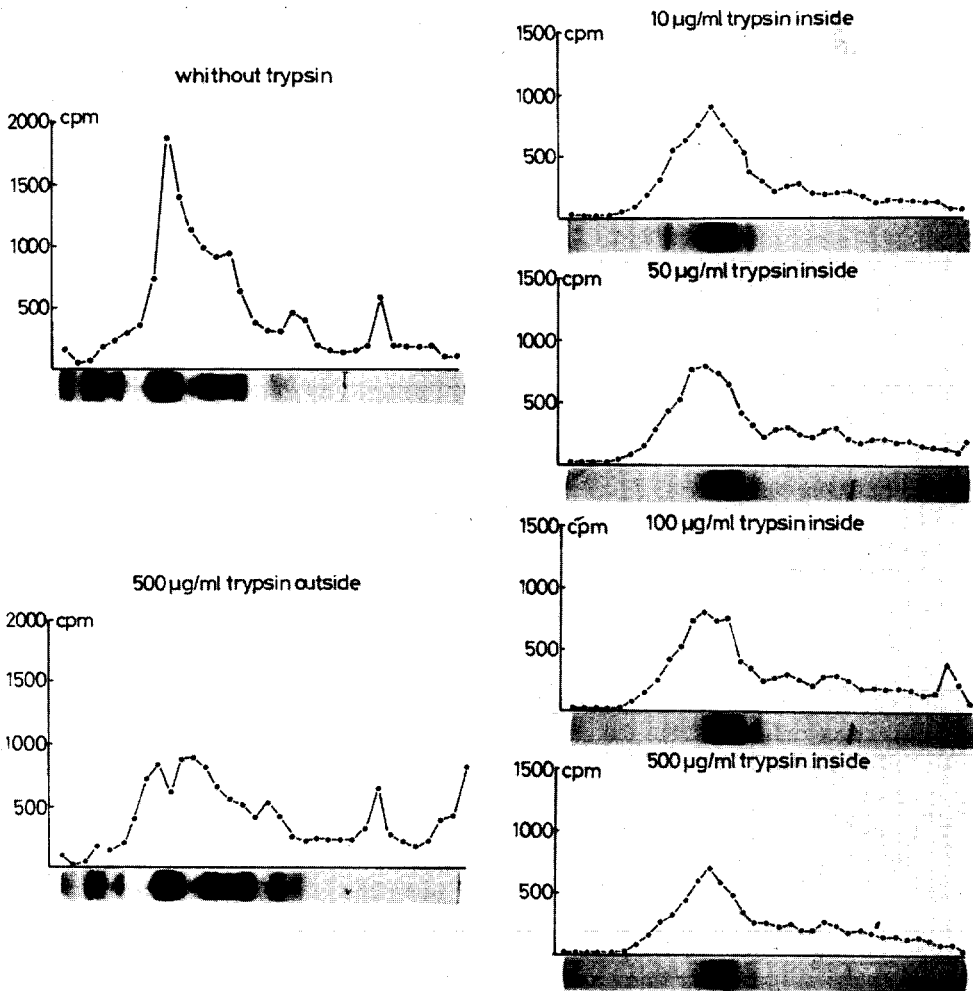 whithout trypsin
2000 cpm
1500
1000
500
500 µg/ml trypsin outside
2000 cpm
1500
1000
500
10 µg/ml trypsin inside
1500 cpm
1000
500
50 µg/ml trypsin inside
1500 cpm
1000
500
100 µg/ml trypsin inside
1500 cpm
1000
500
500 µg/ml trypsin inside
1500 cpm
1000
500